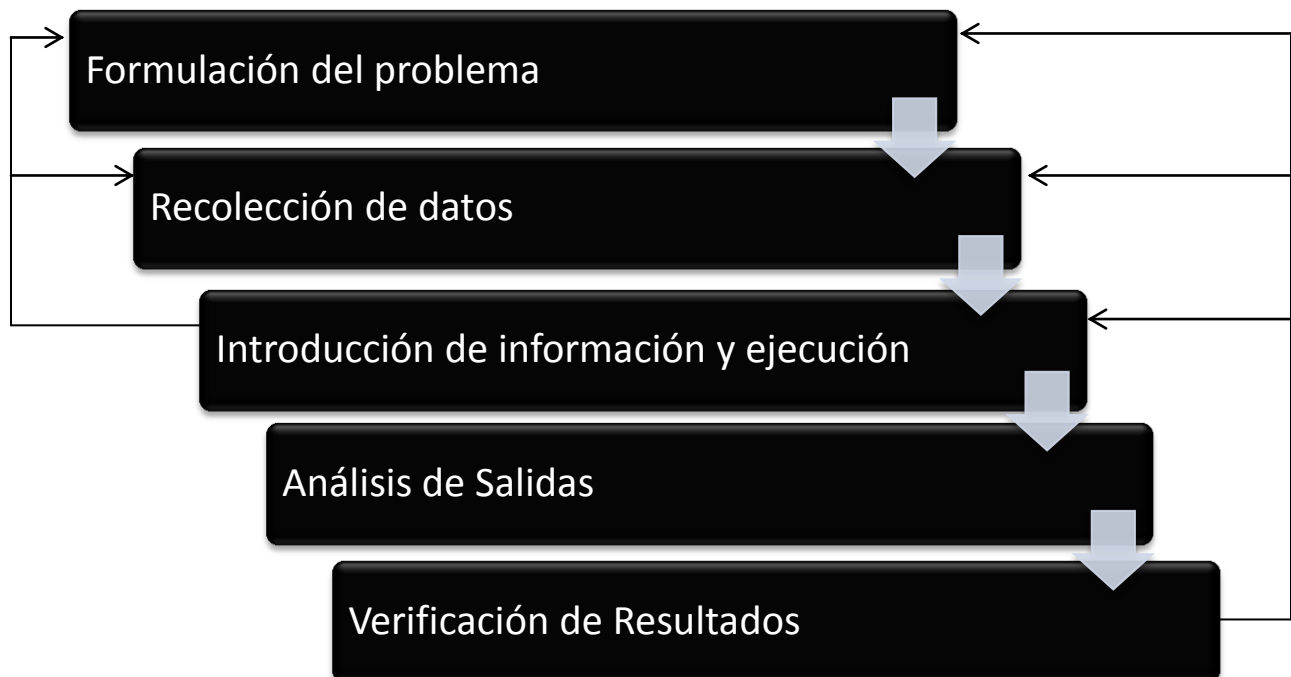 Formulación del problema
Recolección de datos
Introducción de información y ejecución
Análisis de Salidas
Verificación de Resultados